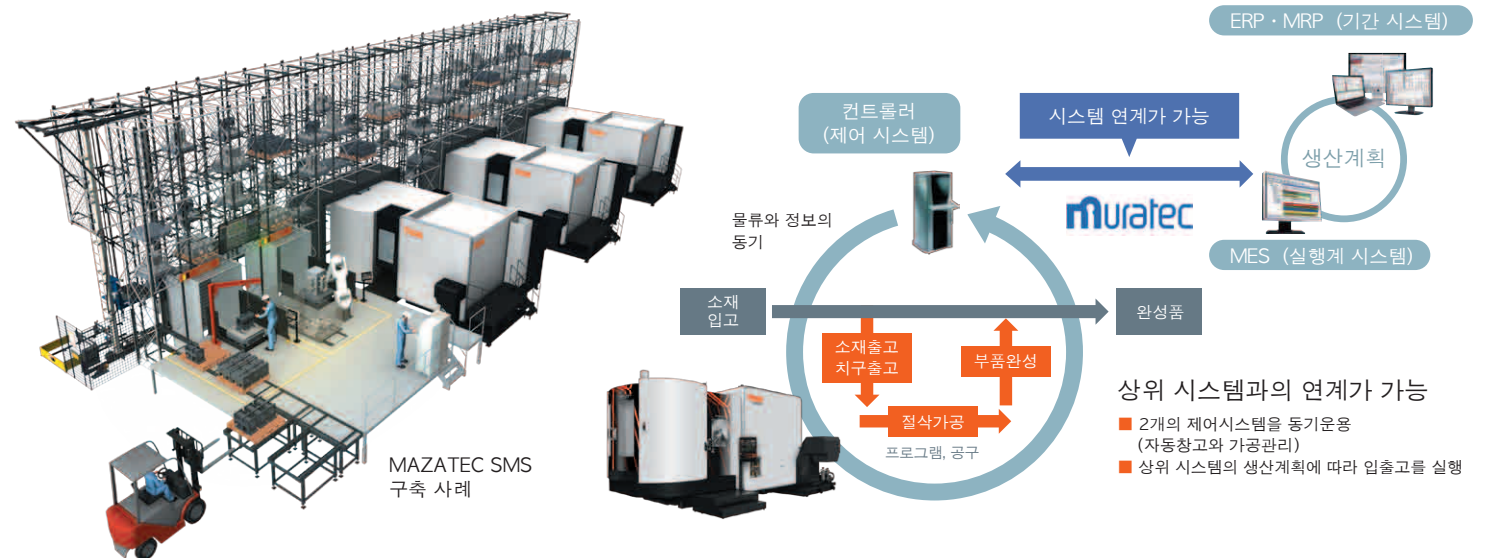 ERP · MRP (기간 시스템)
컨트롤러
(제어 시스템)
시스템 연계가 가능
생산계획
muratec
MES (실행계 시스템)
물류와 정보의
동기
소재
입고
완성품
소재출고
치구출고
부품완성
절삭가공
프로그램, 공구
MAZATEC SMS
구축 사례
상위 시스템과의 연계가 가능
■ 2개의 제어시스템을 동기운용
(자동창고와 가공관리)
■ 상위 시스템의 생산계획에 따라 입출고를 실행